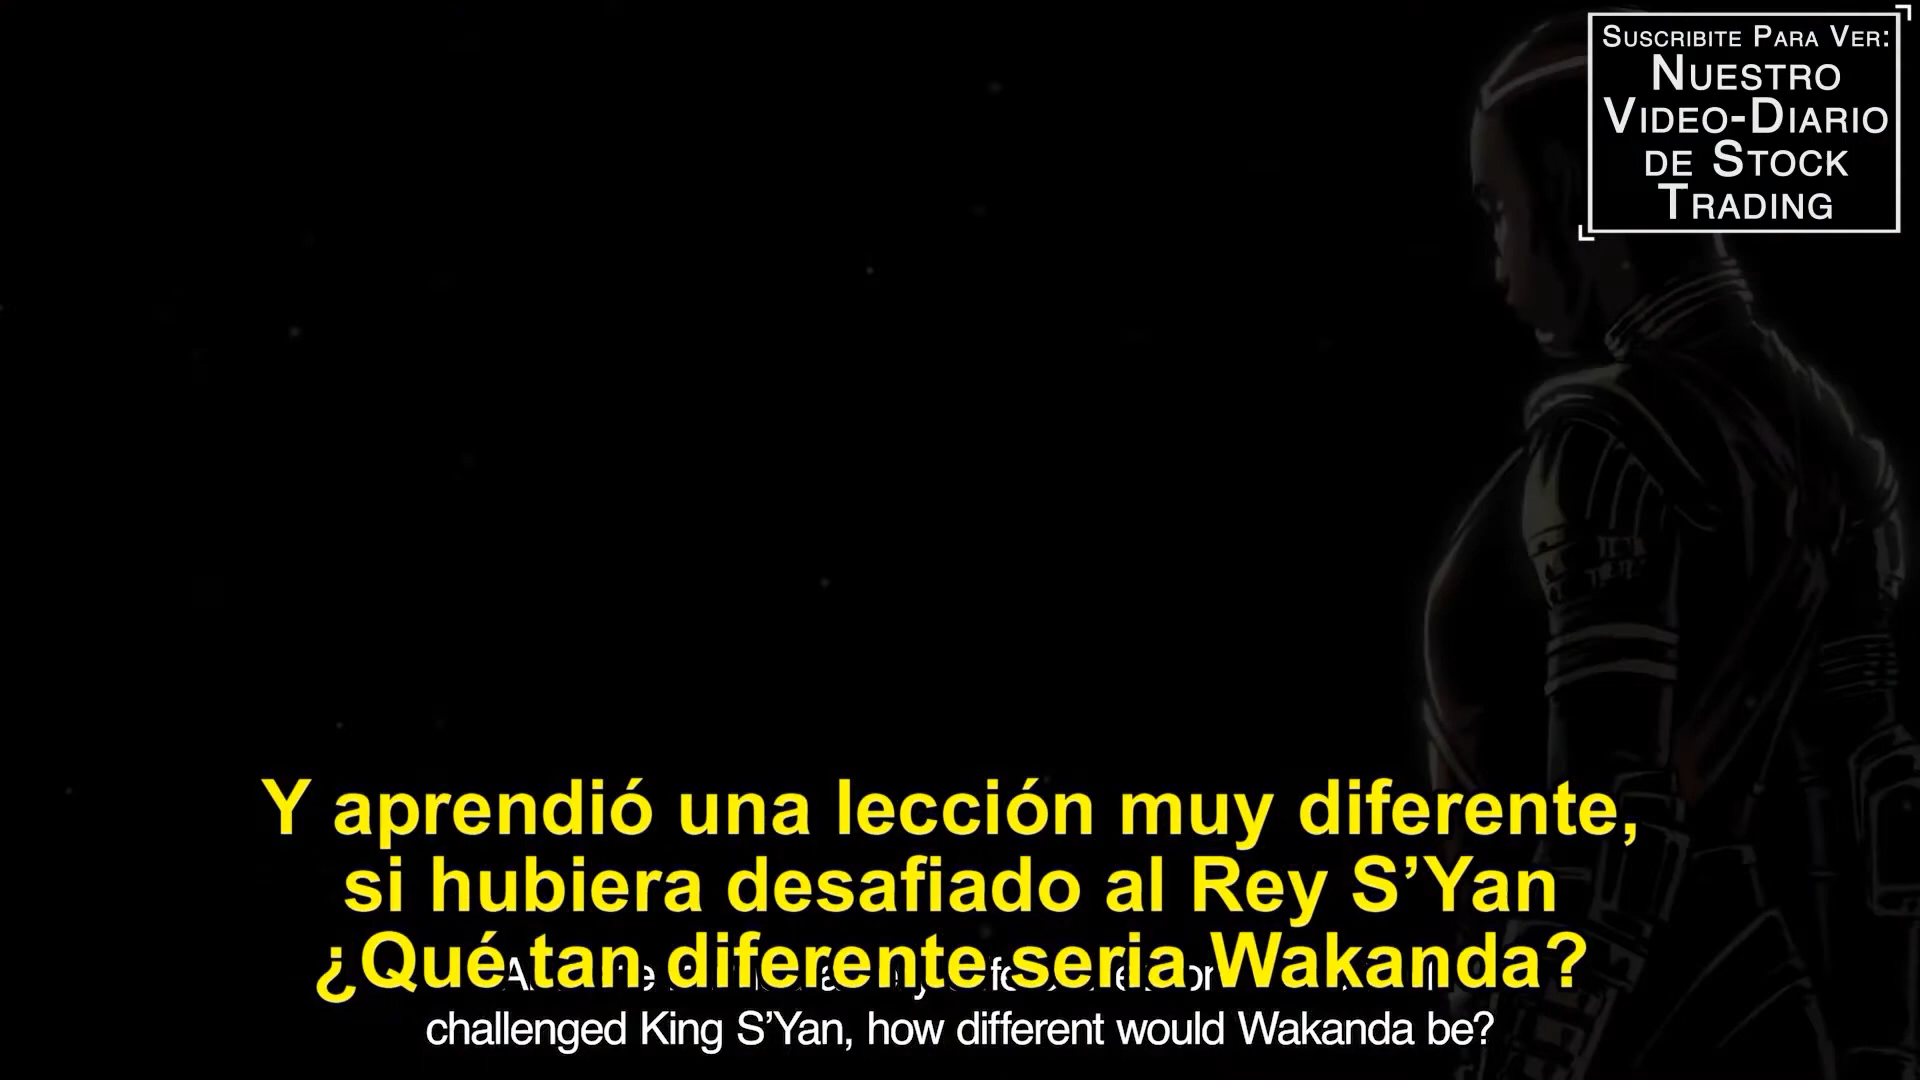 SUSCRIBITE PARA VER:
NUESTRO
VIDEO-DIARIO
DE STOCK
TRADING
Y aprendió una lección muy diferente,
si hubiera desafiado al Rey S’Yan
¿Qué tan diferente seria Wakanda?
challenged King S’Yan, how different would Wakanda be?